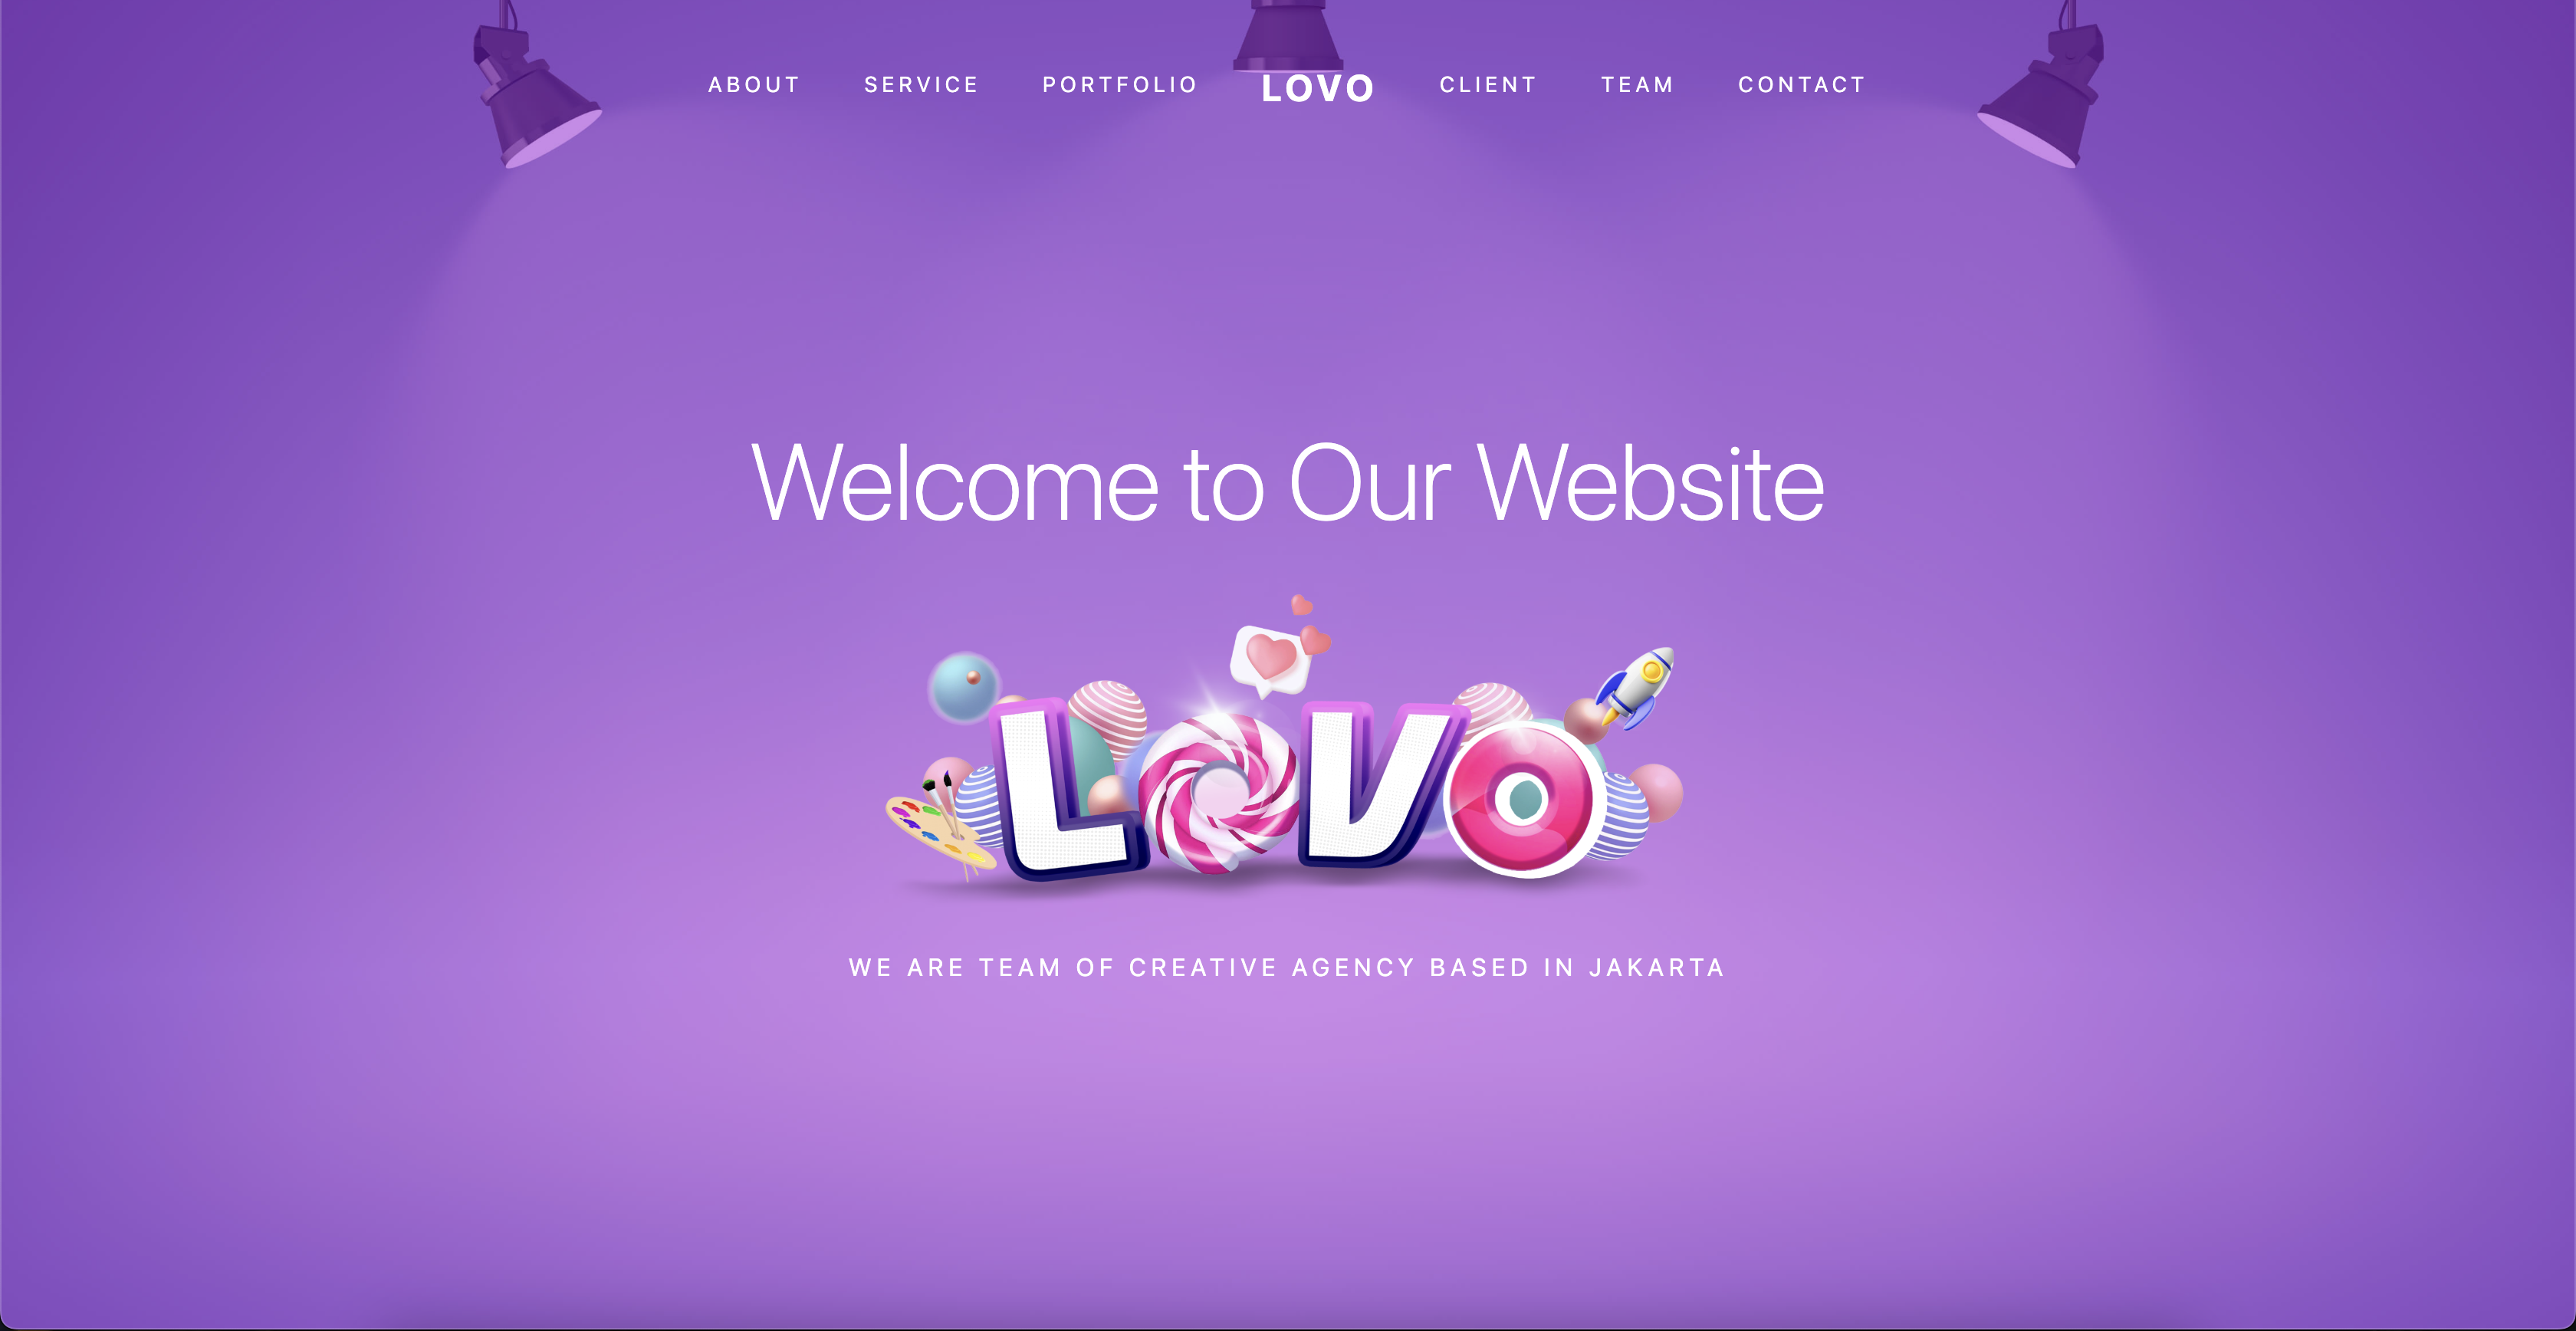 ABOUT SERVICE PORTFOLIO LOVO CLIENT TEAM CONTACT
Welcome to Our Website
LOVO
WE ARE TEAM OF CREATIVE AGENCY BASED IN JAKARTA